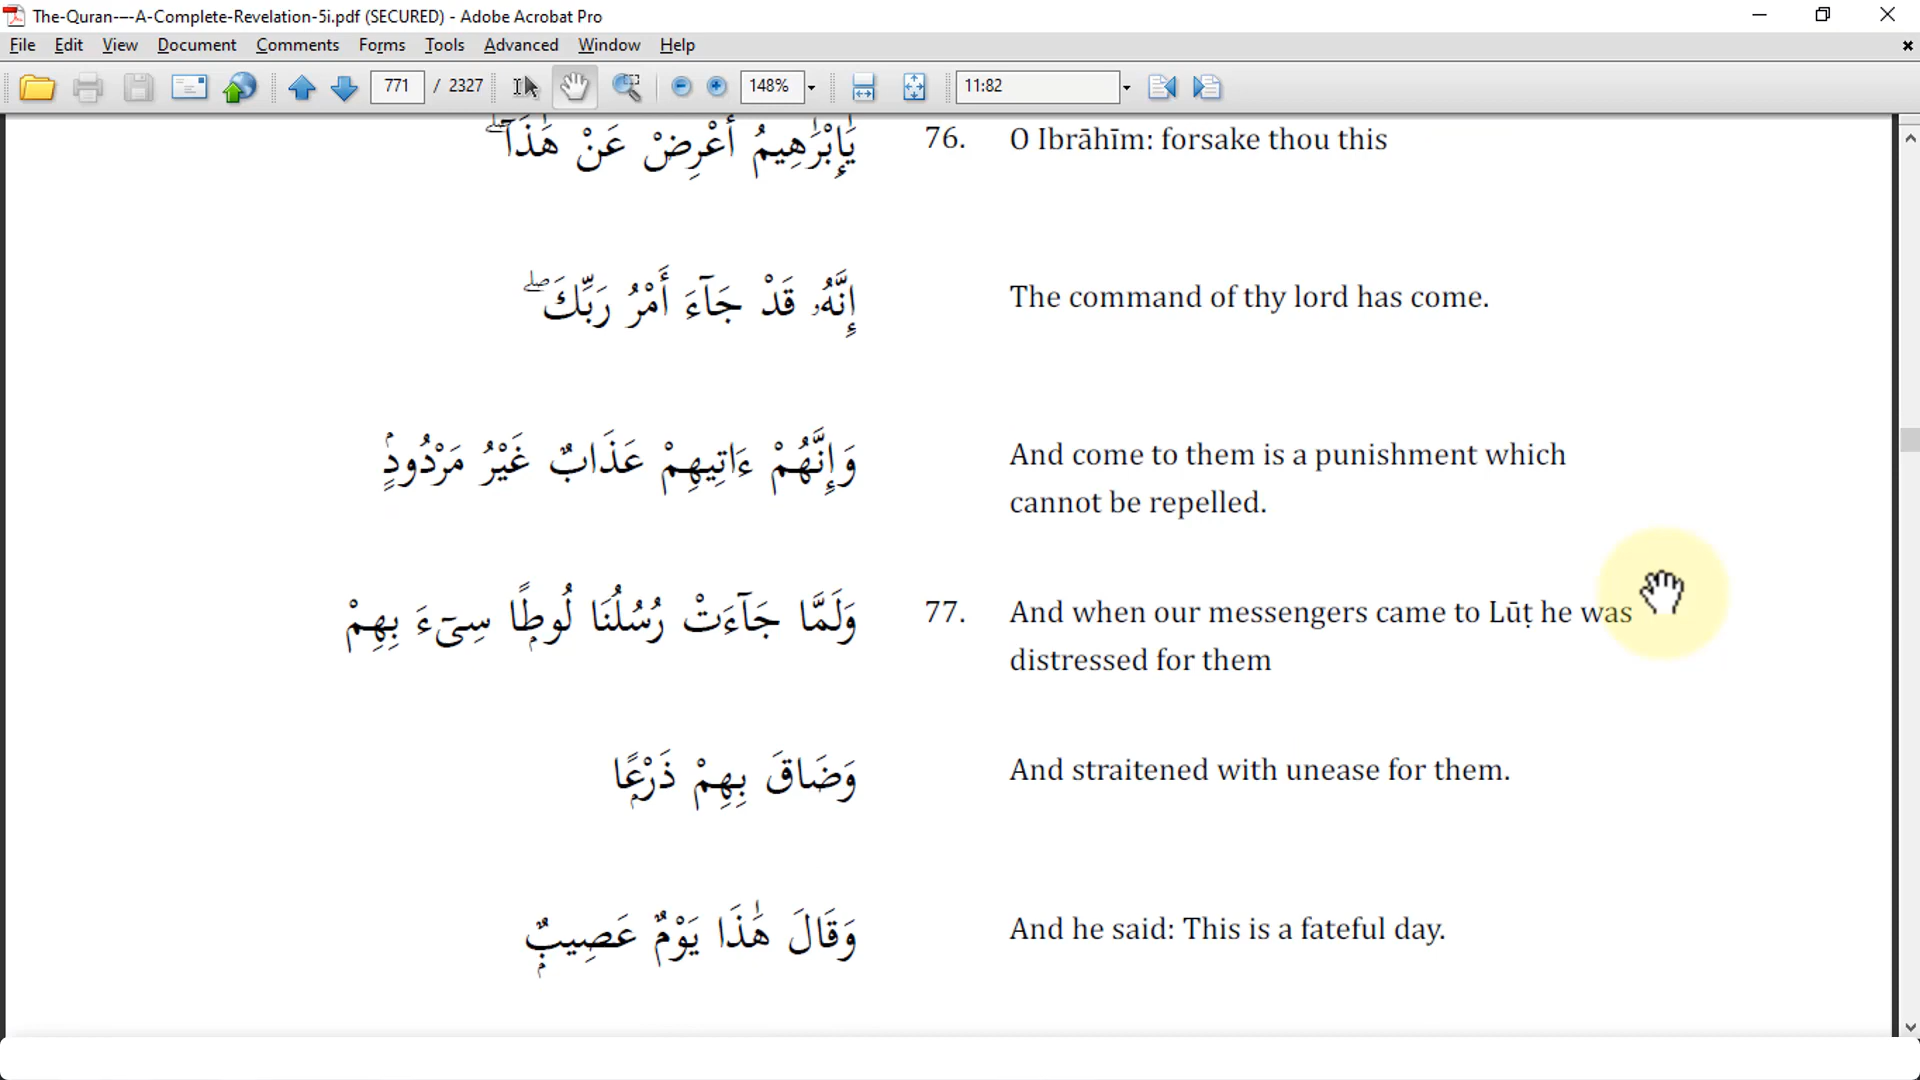 The-Quran-—-A-Complete-Revelation-5i.pdf (SECURED) - Adobe Acrobat Pro
File Edit View Document Comments Forms Tools Advanced Window Help
771 / 2327 148% 11:82
يَٰٓإِبْرَٰهِيمُ أَعْرِضْ عَنْ هَٰذَآ ۖ
76. O Ibrāhīm: forsake thou this
إِنَّهُۥ قَدْ جَآءَ أَمْرُ رَبِّكَ ۖ
The command of thy lord has come.
وَإِنَّهُمْ ءَاتِيهِمْ عَذَابٌ غَيْرُ مَرْدُودٍۢ
And come to them is a punishment which
cannot be repelled.
وَلَمَّا جَآءَتْ رُسُلُنَا لُوطًۭا سِىٓءَ بِهِمْ
77. And when our messengers came to Lūṭ he was
distressed for them
وَضَاقَ بِهِمْ ذَرْعًۭا
And straitened with unease for them.
وَقَالَ هَٰذَا يَوْمٌ عَصِيبٌۭ
And he said: This is a fateful day.